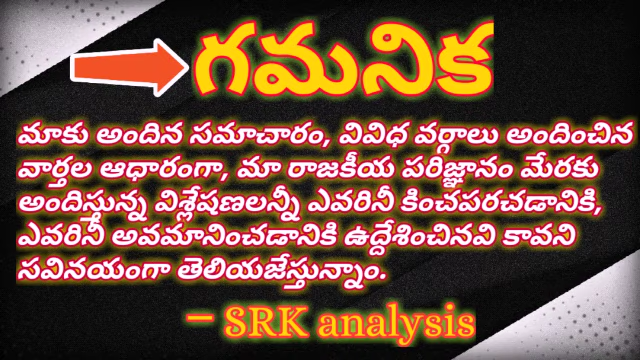 గమనిక
మాకు అందిన సమాచారం, వివిధ వర్గాలు అందించిన
వార్తల ఆధారంగా, మా రాజకీయ పరిజ్ఞానం మేరకు
అందిస్తున్న విశ్లేషణలన్నీ ఎవరినీ కించపరచడానికి,
ఎవరినీ అవమానించడానికి ఉద్దేశించినవి కావని
సవినయంగా తెలియజేస్తున్నాం.
– SRK analysis